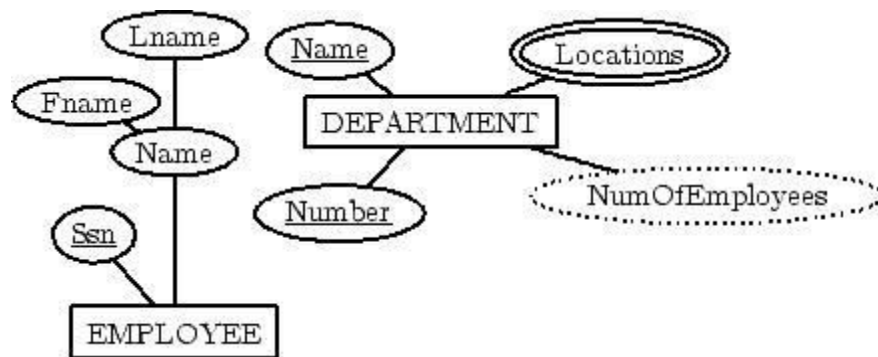 Lname
Name
Locations
Fname
DEPARTMENT
Name
NumOfEmployees
Number
Ssn
EMPLOYEE